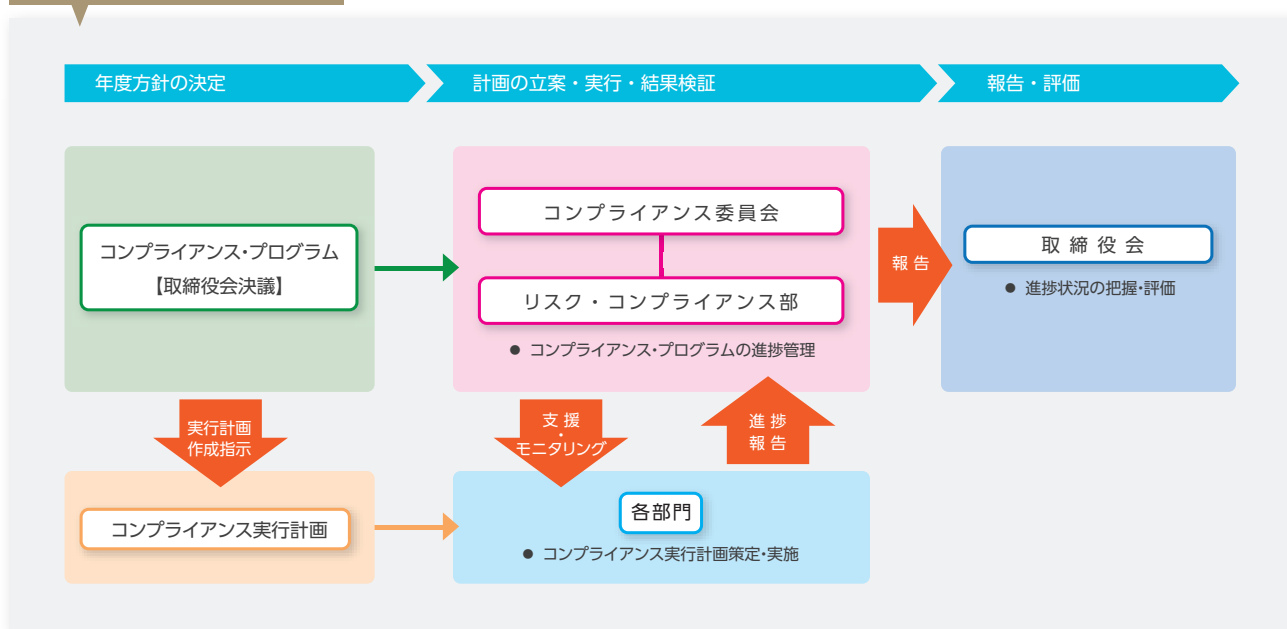 年度方針の決定
計画の立案・実行・結果検証
報告・評価
コンプライアンス・プログラム
【取締役会決議】
コンプライアンス委員会
リスク・コンプライアンス部
● コンプライアンス・プログラムの進捗管理
報告
取締役会
● 進捗状況の把握・評価
実行計画
作成指示
支援
・
モニタリング
進捗
報告
コンプライアンス実行計画
各部門
● コンプライアンス実行計画策定・実施